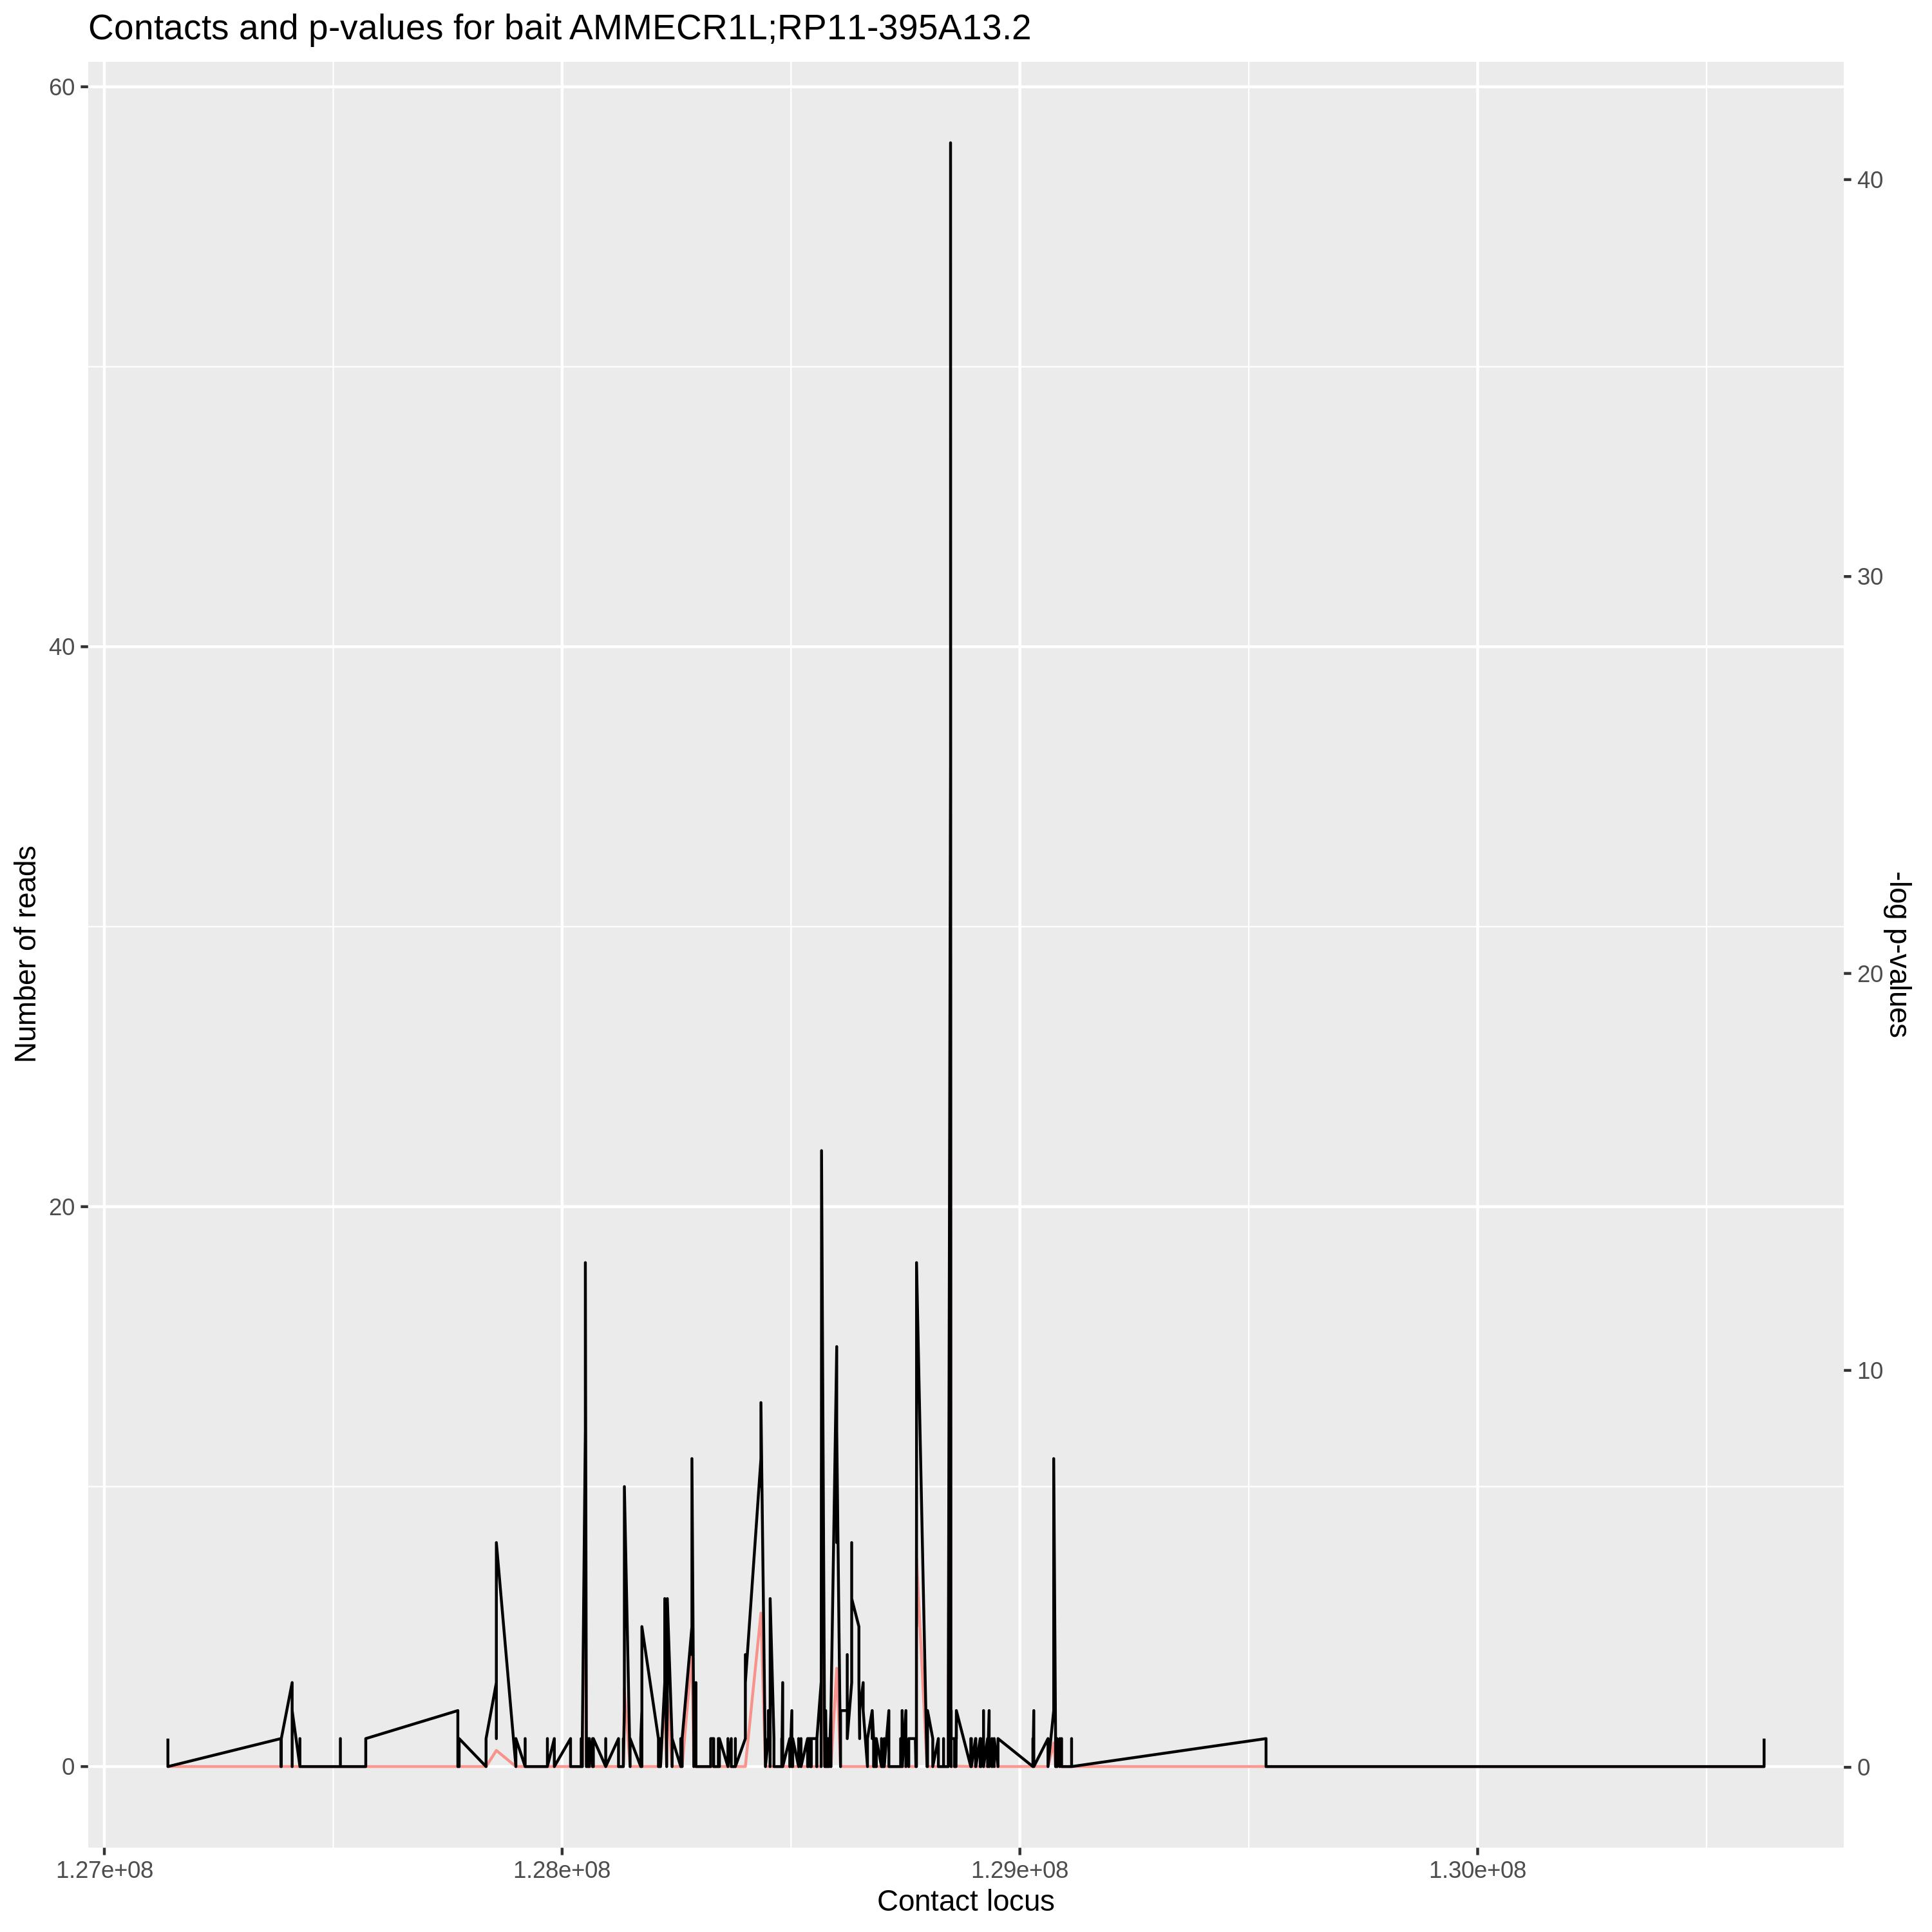 Contacts and p-values for bait AMMECR1L;RP11-395A13.2
60
40
20
0
Number of reads
40
30
20
10
0
-log p-values
1.27e+08
1.28e+08
1.29e+08
1.30e+08
Contact locus